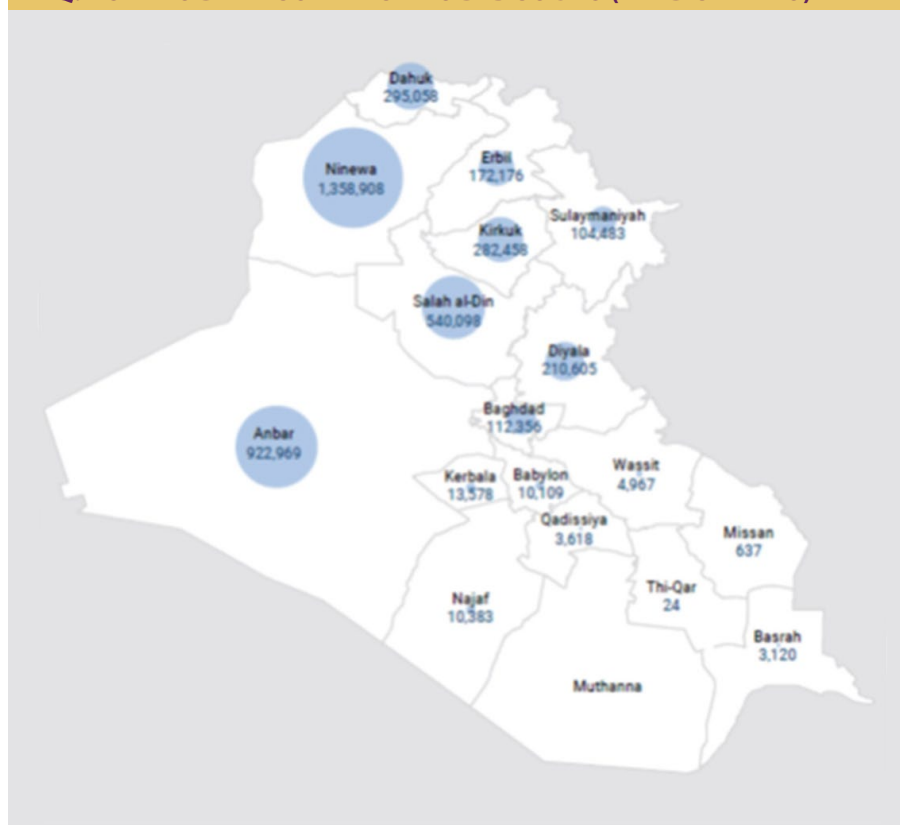 Dahuk
295,058
Ninewa
1,358,908
Erbil
172,176
Sulaymaniyah
104,483
Kirkuk
282,458
Salah al-Din
540,098
Diyala
210,605
Baghdad
112,356
Anbar
922,969
Kerbala
13,578
Babylon
10,109
Wassit
4,967
Qadissiya
3,618
Missan
637
Najaf
10,383
Thi-Qar
24
Basrah
3,120
Muthanna